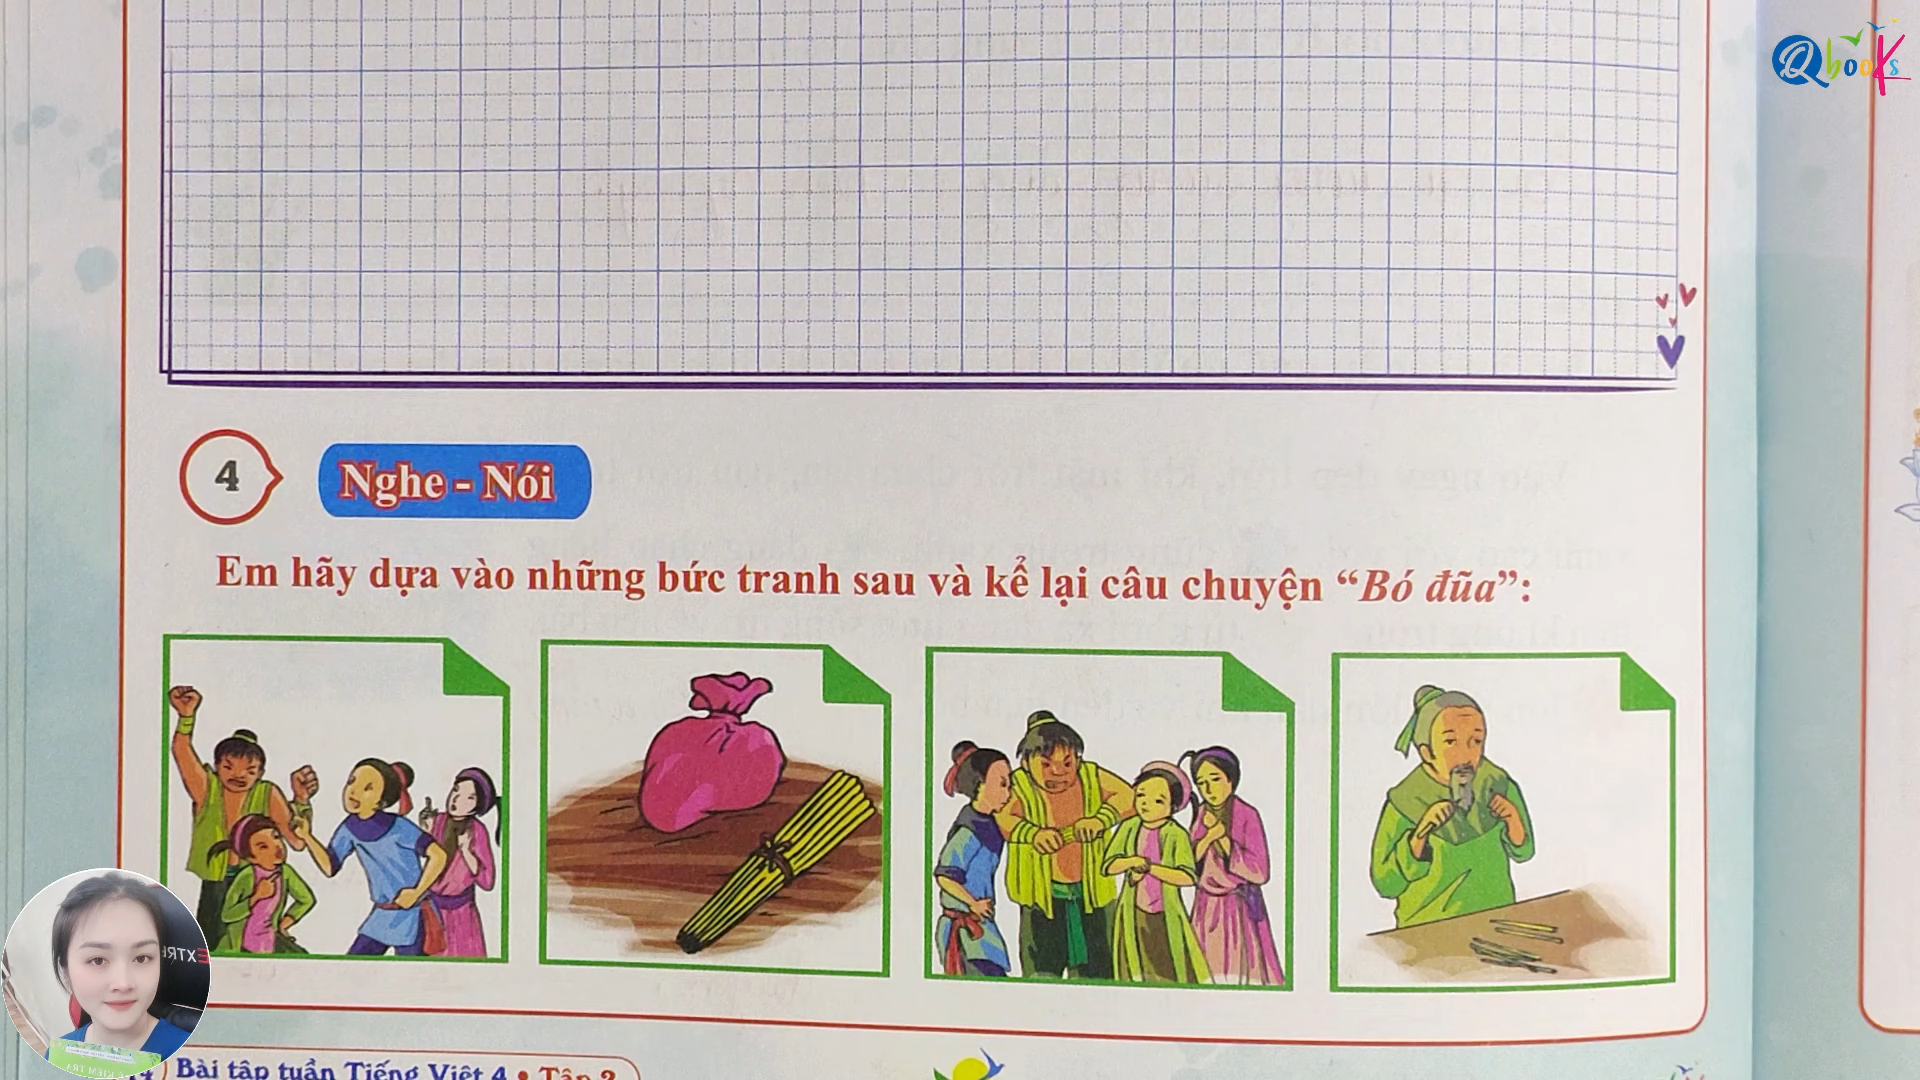 Qbooks
4
Nghe - Nói
Em hãy dựa vào những bức tranh sau và kể lại câu chuyện “Bó đũa”:
Bài tập tuần Tiếng Việt 4 • Tập 2